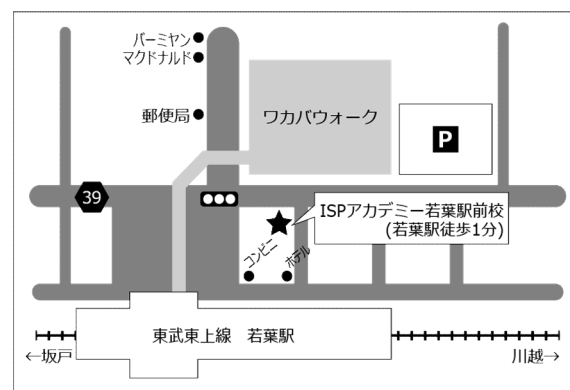 バーミヤン
マクドナルド
郵便局
ワカバウォーク
P
39
ISPアカデミー若葉駅前校
(若葉駅徒歩1分)
コンビニ
ホテル
東武東上線 若葉駅
←坂戸
川越→